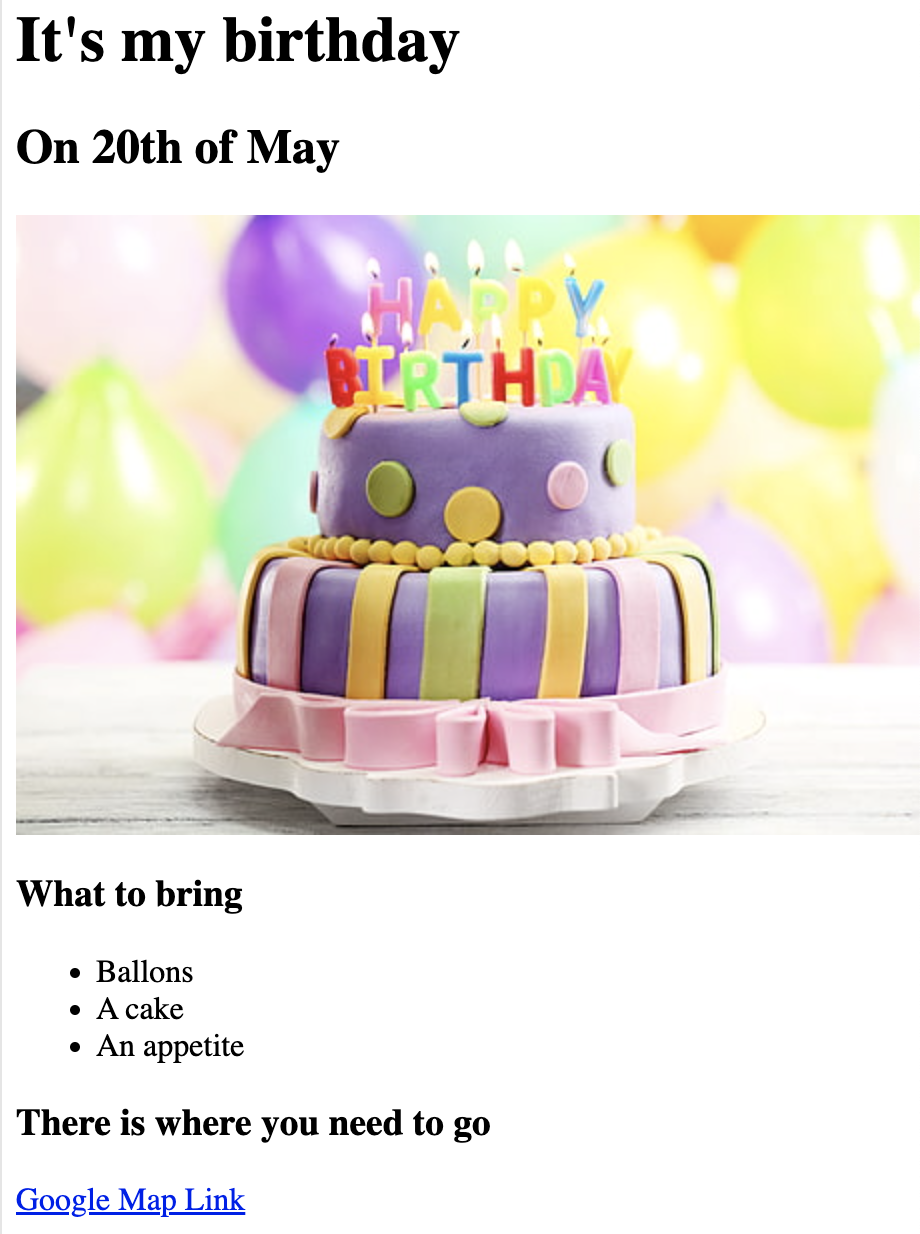 It's my birthday
On 20th of May
HAPPY
BIRTHDAY
What to bring
Ballons
A cake
An appetite
There is where you need to go
Google Map Link